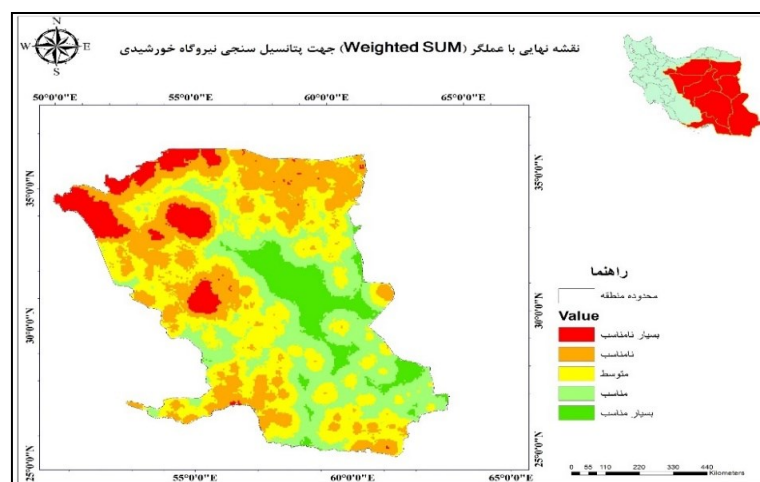 نقشه نهایی با عملگر (Weighted SUM) جهت پتانسیل سنجی نیروگاه خورشیدی
N
W E
S
50°0'0"E 55°0'0"E 60°0'0"E 65°0'0"E
35°0'0"N 35°0'0"N
30°0'0"N 30°0'0"N
25°0'0"N 25°0'0"N
راهنما
محدوده منطقه
Value
بسیار نامناسب
نامناسب
متوسط
مناسب
بسیار مناسب
0 55 110 220 330 440
Kilometers
55°0'0"E 60°0'0"E 65°0'0"E